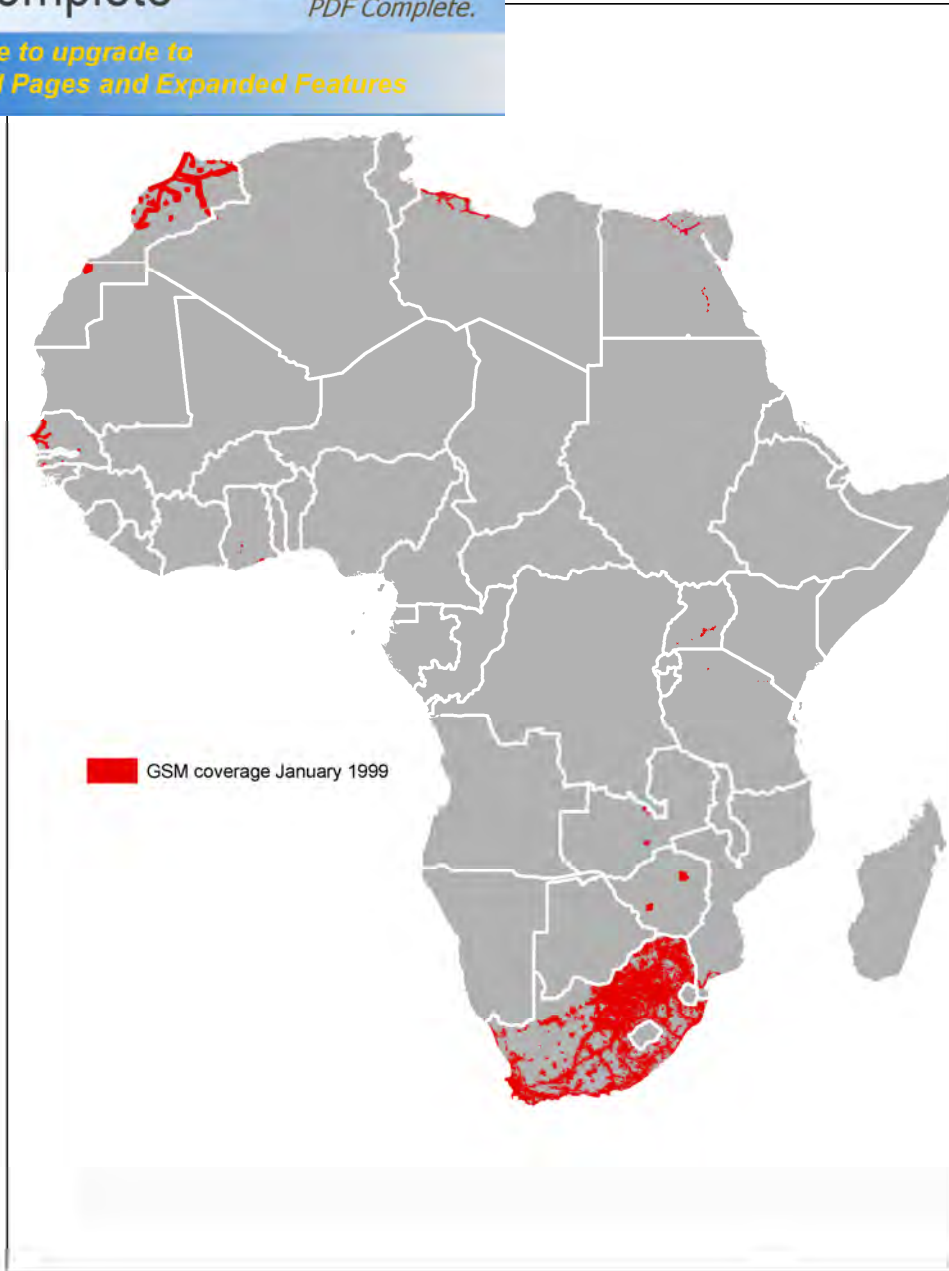 PDF Complete.
e to upgrade to
Pages and Expanded Features
GSM coverage January 1999